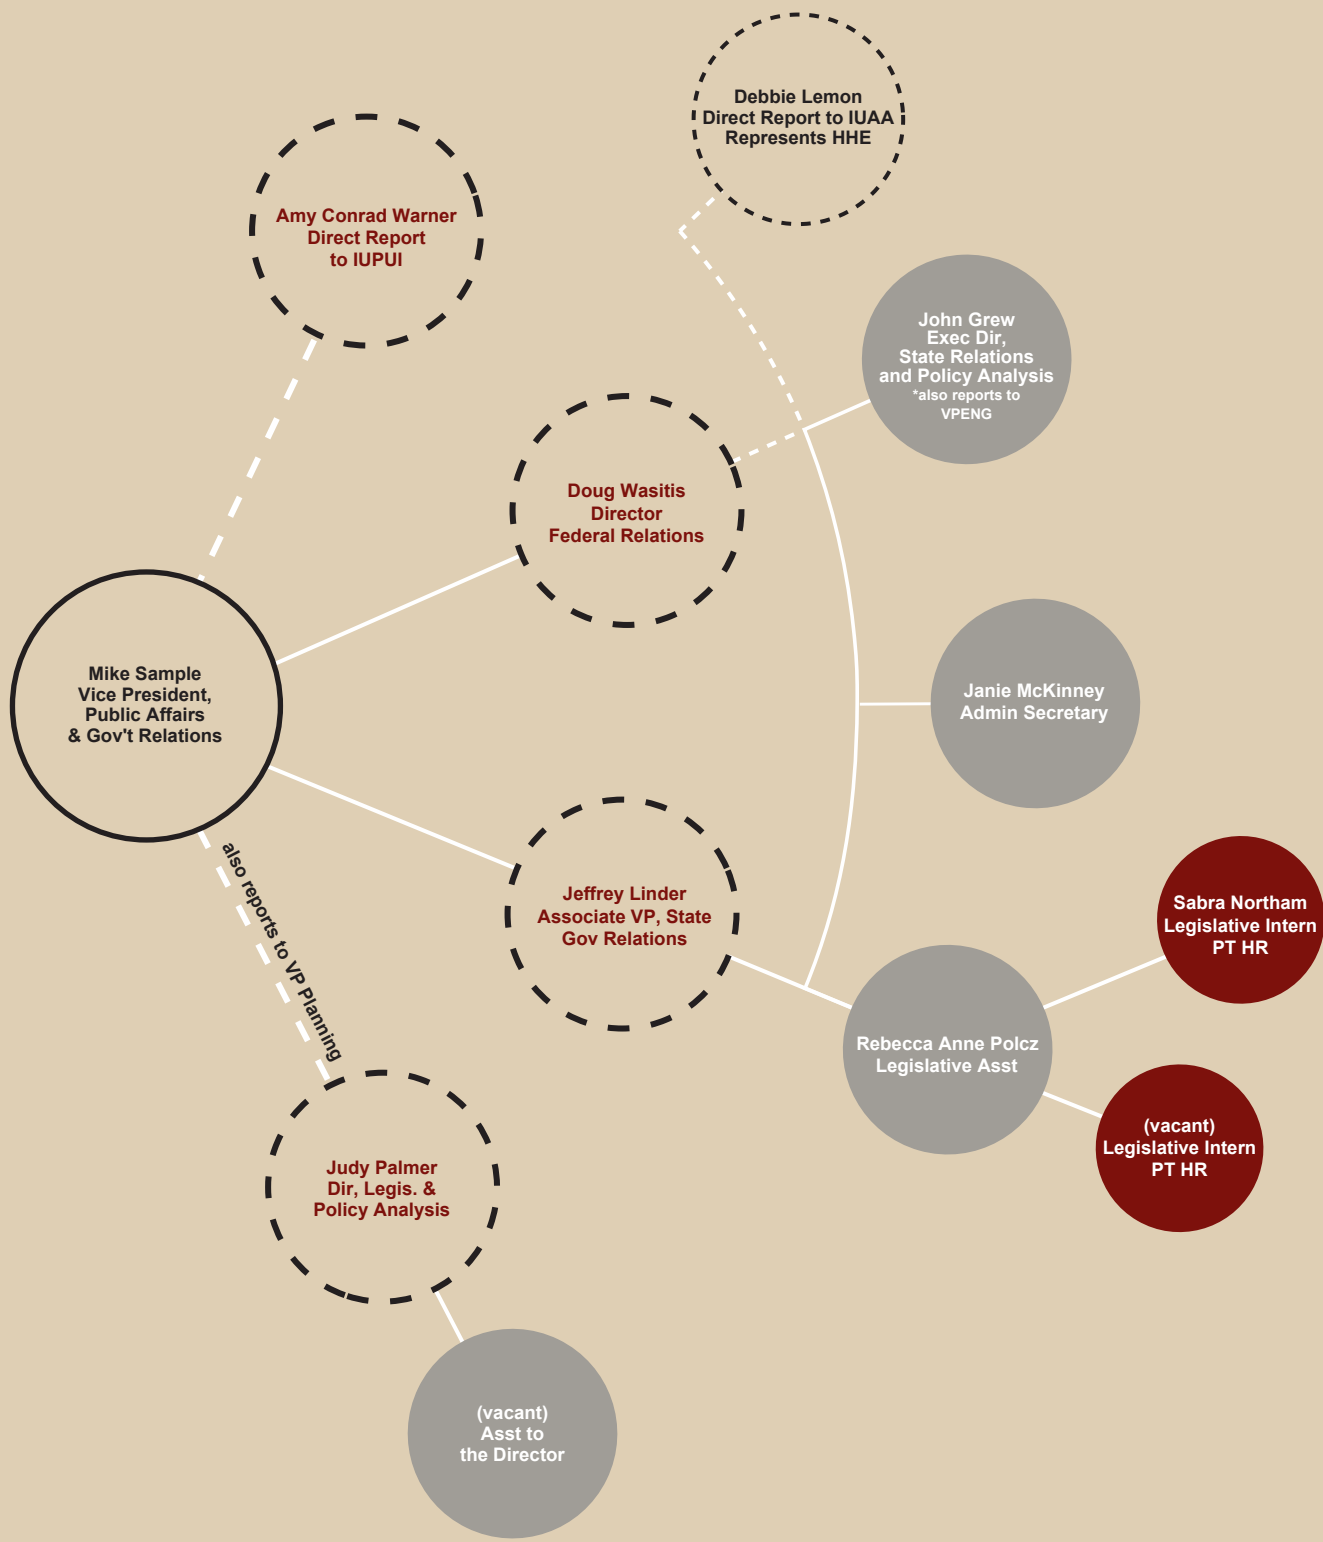 Debbie Lemon
Direct Report to IUAA
Represents HHE
Amy Conrad Warner
Direct Report
to IUPUI
John Grew
Exec Dir,
State Relations
and Policy Analysis
*also reports to
VPENG
Doug Wasitis
Director
Federal Relations
Mike Sample
Vice President,
Public Affairs
& Gov't Relations
Janie McKinney
Admin Secretary
also reports to VP Planning
Jeffrey Linder
Associate VP, State
Gov Relations
Sabra Northam
Legislative Intern
PT HR
Rebecca Anne Polcz
Legislative Asst
(vacant)
Legislative Intern
PT HR
Judy Palmer
Dir, Legis. &
Policy Analysis
(vacant)
Asst to
the Director